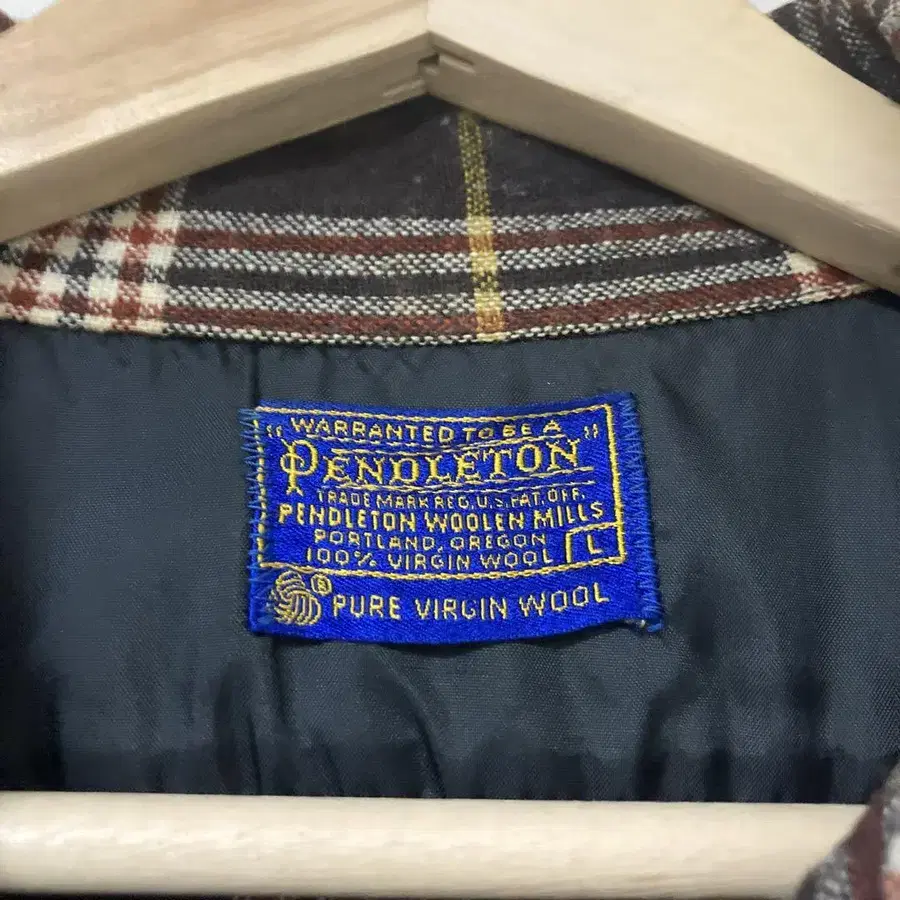 "WARRANTED TO BE A
PENDLETON"
TRADE MARK REG. U.S. PAT. OFF.
PENDLETON WOOLEN MILLS
PORTLAND, OREGON
100% VIRGIN WOOL L
® PURE VIRGIN WOOL